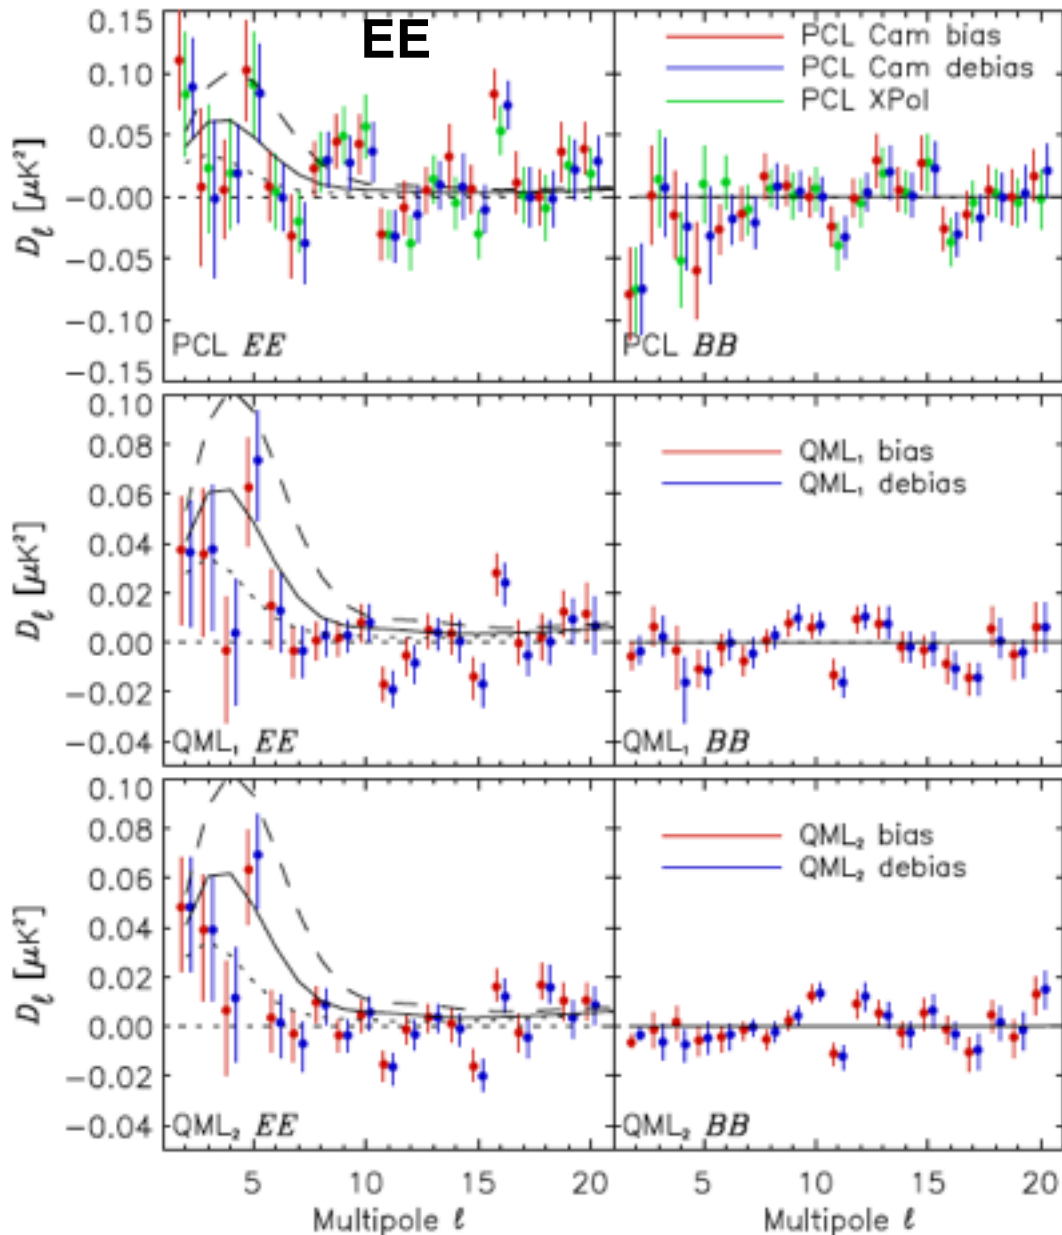 EE
0.15
0.10
0.05
−0.00
−0.05
−0.10
−0.15
D_ℓ [μK²]
PCL EE
PCL Cam bias
PCL Cam debias
PCL XPol
PCL BB
0.10
0.08
0.06
0.04
0.02
0.00
−0.02
−0.04
D_ℓ [μK²]
QML₁ EE
QML₁ bias
QML₁ debias
QML₁ BB
0.10
0.08
0.06
0.04
0.02
0.00
−0.02
−0.04
D_ℓ [μK²]
QML₂ EE
QML₂ bias
QML₂ debias
QML₂ BB
5 10 15 20
5 10 15 20
Multipole ℓ
Multipole ℓ